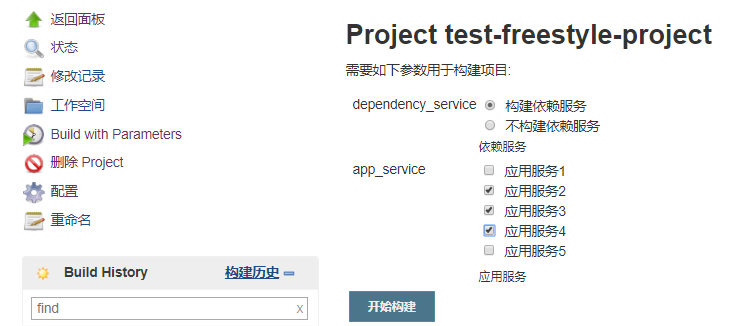 返回面板
状态
修改记录
工作空间
Build with Parameters
删除 Project
配置
重命名
Build History 构建历史
find x
Project test-freestyle-project
需要如下参数用于构建项目:
dependency_service 构建依赖服务
不构建依赖服务
依赖服务
app_service 应用服务1
应用服务2
应用服务3
应用服务4
应用服务5
应用服务
开始构建